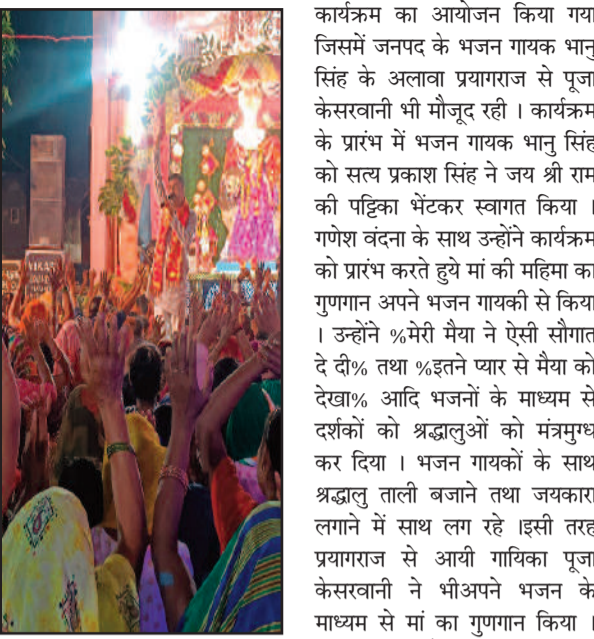 कार्यक्रम का आयोजन किया गया
जिसमें जनपद के भजन गायक भानु
सिंह के अलावा प्रयागराज से पूजा
केसरवानी भी मौजूद रही । कार्यक्रम
के प्रारंभ में भजन गायक भानु सिंह
को सत्य प्रकाश सिंह ने जय श्री राम
की पट्टिका भेंटकर स्वागत किया ।
गणेश वंदना के साथ उन्होंने कार्यक्रम
को प्रारंभ करते हुये मां की महिमा का
गुणगान अपने भजन गायकी से किया
। उन्होंने %मेरी मैया ने ऐसी सौगात
दे दी% तथा %इतने प्यार से मैया को
देखा% आदि भजनों के माध्यम से
दर्शकों को श्रद्धालुओं को मंत्रमुग्ध
कर दिया । भजन गायकों के साथ
श्रद्धालु ताली बजाने तथा जयकारा
लगाने में साथ लग रहे ।इसी तरह
प्रयागराज से आयी गायिका पूजा
केसरवानी ने भीअपने भजन के
माध्यम से मां का गुणगान किया ।